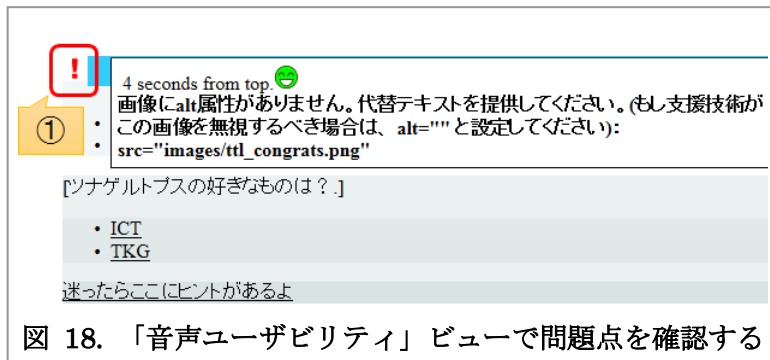 !
①
4 seconds from top.
画像にalt属性がありません。代替テキストを提供してください。(もし支援技術が
この画像を無視するべき場合は、alt="" と設定してください):
src="images/ttl_congrats.png"
[ツナゲルトプスの好きなものは？.]
• ICT
• TKG
迷ったらここにヒントがあるよ
図 18. 「音声ユーザビリティ」ビューで問題点を確認する